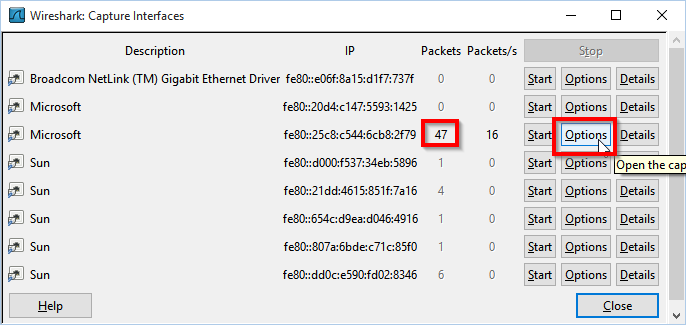 Wireshark: Capture Interfaces
Description IP Packets Packets/s Stop
Broadcom NetLink (TM) Gigabit Ethernet Driver fe80::e06f:8a15:d1f7:737f 0 0 Start Options Details
Microsoft fe80::20d4:c147:5593:1425 0 0 Start Options Details
Microsoft fe80::25c8:c544:6cb8:2f79 47 16 Start Options Details
Sun fe80::d000:f537:34eb:5896 1 0 Start Options
Open the cap
Sun fe80::21dd:4615:851f:7a16 4 0 Start Options Details
Sun fe80::654c:d9ea:d046:4916 1 0 Start Options Details
Sun fe80::807a:6bde:c71c:85f0 1 0 Start Options Details
Sun fe80::dd0c:e590:fd02:8346 6 0 Start Options Details
Help Close